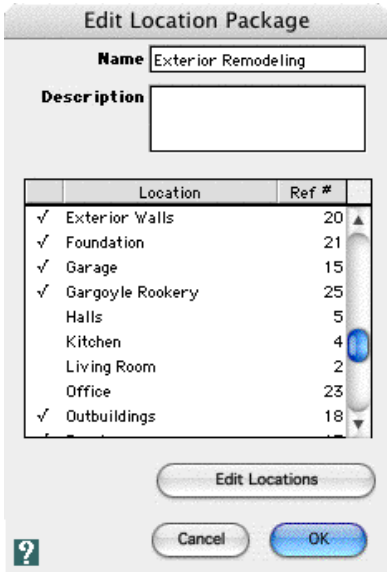 Edit Location Package
Name Exterior Remodeling
Description
Location Ref #
√ Exterior Walls 20
√ Foundation 21
√ Garage 15
√ Gargoyle Rookery 25
Halls 5
Kitchen 4
Living Room 2
Office 23
√ Outbuildings 18
Edit Locations
? Cancel OK